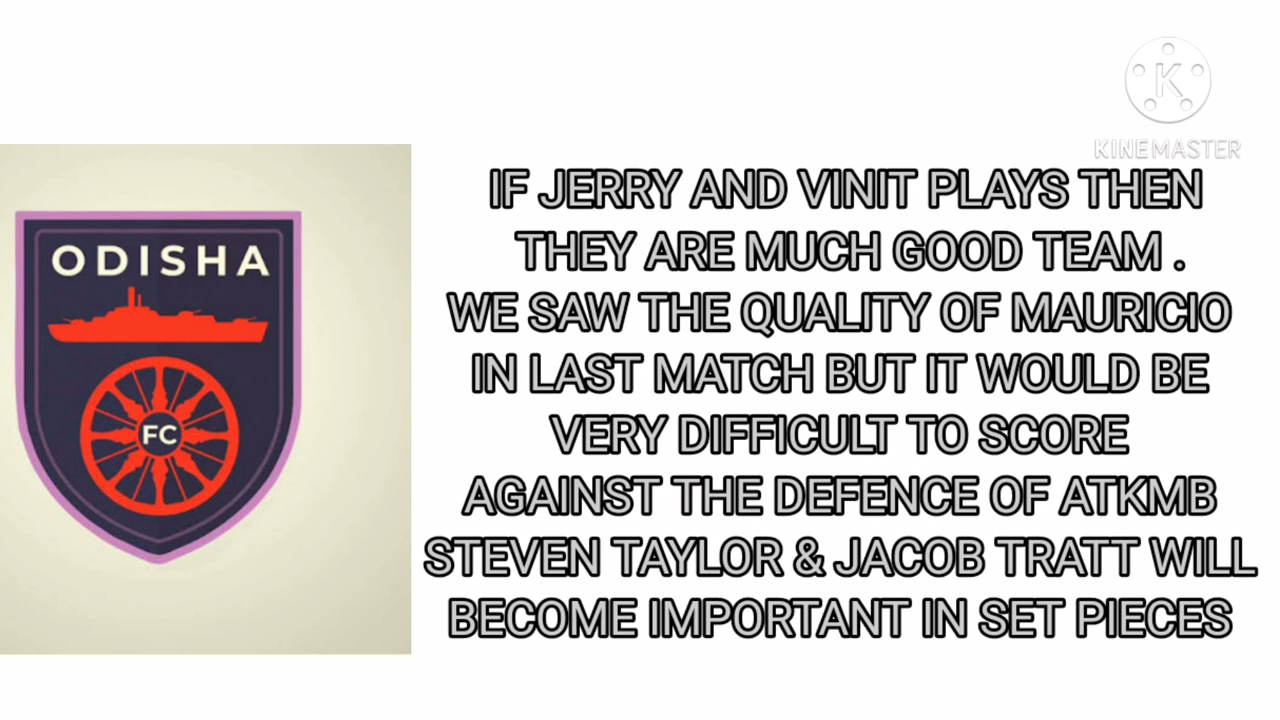 K
KINEMASTER
ODISHA
FC
IF JERRY AND VINIT PLAYS THEN
THEY ARE MUCH GOOD TEAM .
WE SAW THE QUALITY OF MAURICIO
IN LAST MATCH BUT IT WOULD BE
VERY DIFFICULT TO SCORE
AGAINST THE DEFENCE OF ATKMB
STEVEN TAYLOR & JACOB TRATT WILL
BECOME IMPORTANT IN SET PIECES